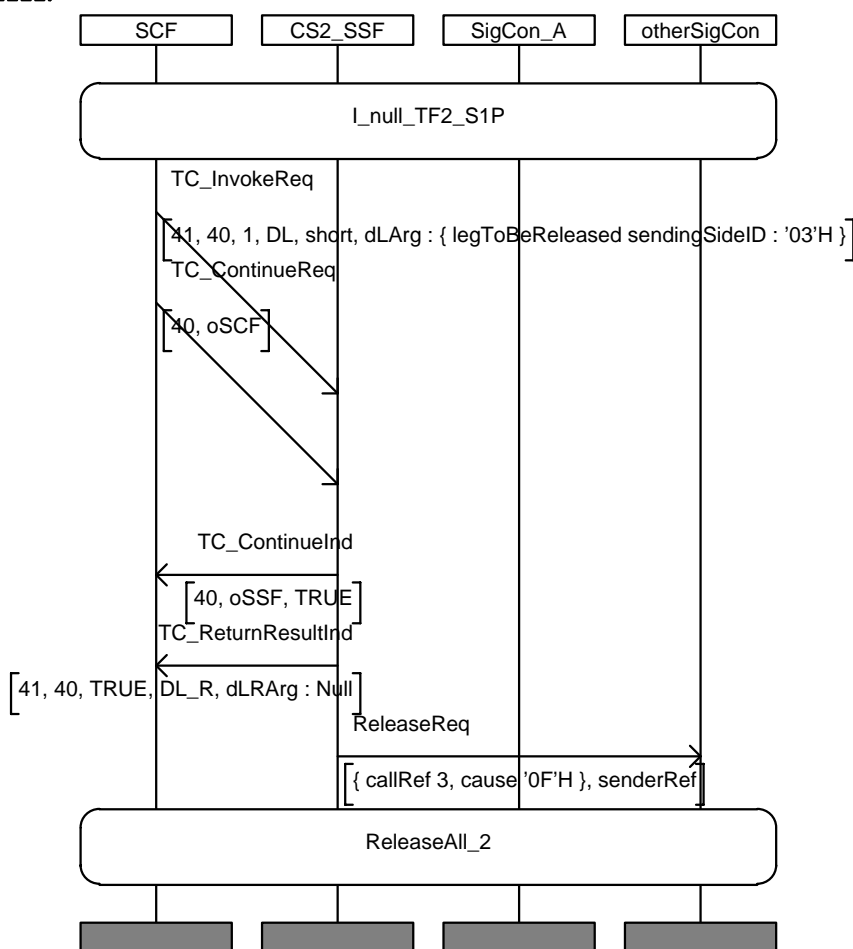 SCF CS2_SSF SigCon_A otherSigCon
I_null_TF2_S1P
TC_InvokeReq
41, 40, 1, DL, short, dLArg : { legToBeReleased sendingSideID : '03'H }
TC_ContinueReq
40, oSCF
TC_ContinueInd
40, oSSF, TRUE
TC_ReturnResultInd
41, 40, TRUE, DL_R, dLRArg : Null
ReleaseReq
{ callRef 3, cause '0F'H }, senderRef
ReleaseAll_2